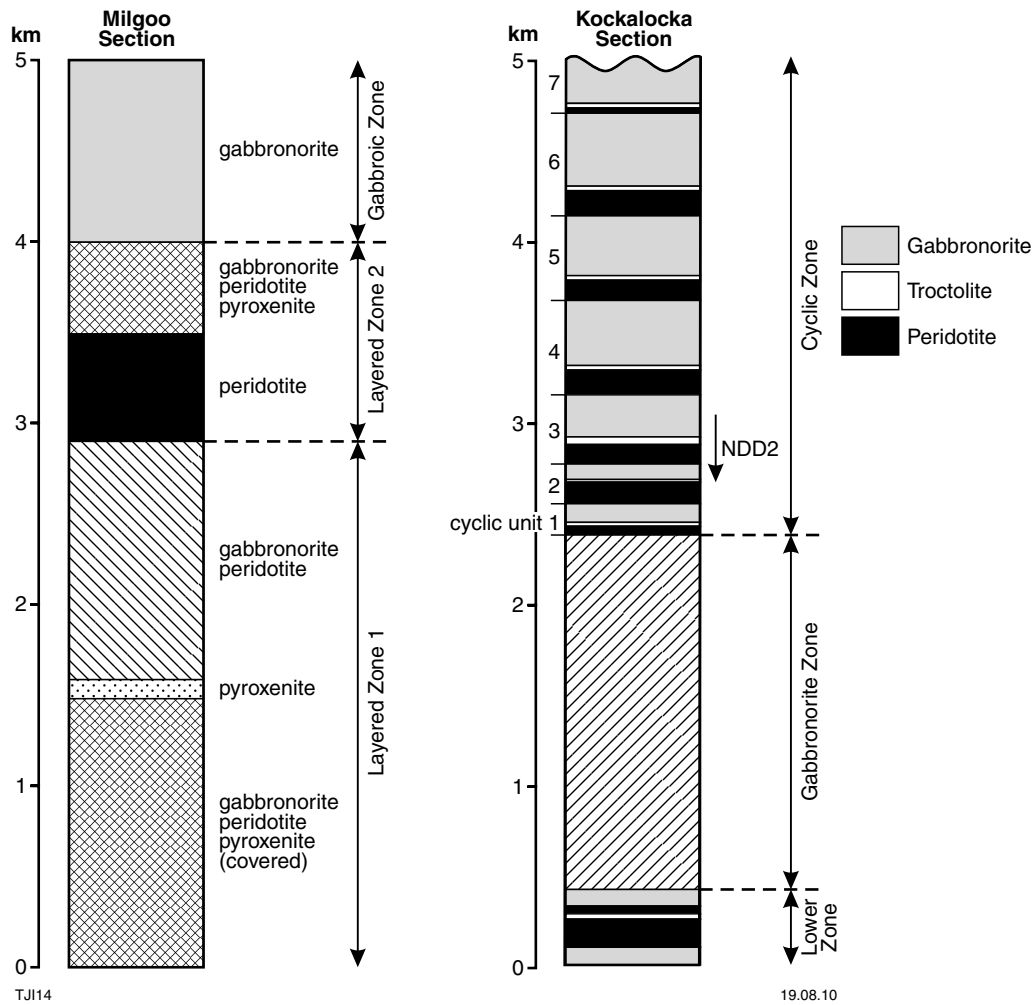 Milgoo
Section
km
5
4
3
2
1
0
gabbronorite
gabbronorite
peridotite
pyroxenite
peridotite
gabbronorite
peridotite
pyroxenite
gabbronorite
peridotite
pyroxenite
(covered)
Gabbroic Zone
Layered Zone 2
Layered Zone 1
Kockalocka
Section
km
5
4
3
2
1
0
7
6
5
4
3
2
cyclic unit 1
NDD2
Cyclic Zone
Gabbronorite Zone
Lower
Zone
Gabbronorite
Troctolite
Peridotite
TJI14
19.08.10